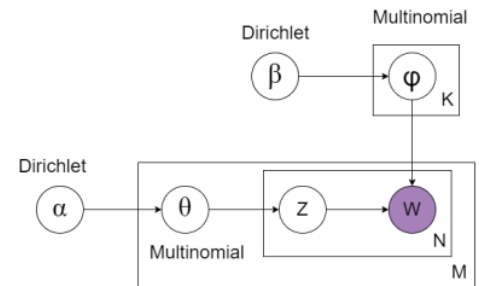 Multinomial
Dirichlet
β
φ
K
Dirichlet
α
θ
Z
W
Multinomial
N
M